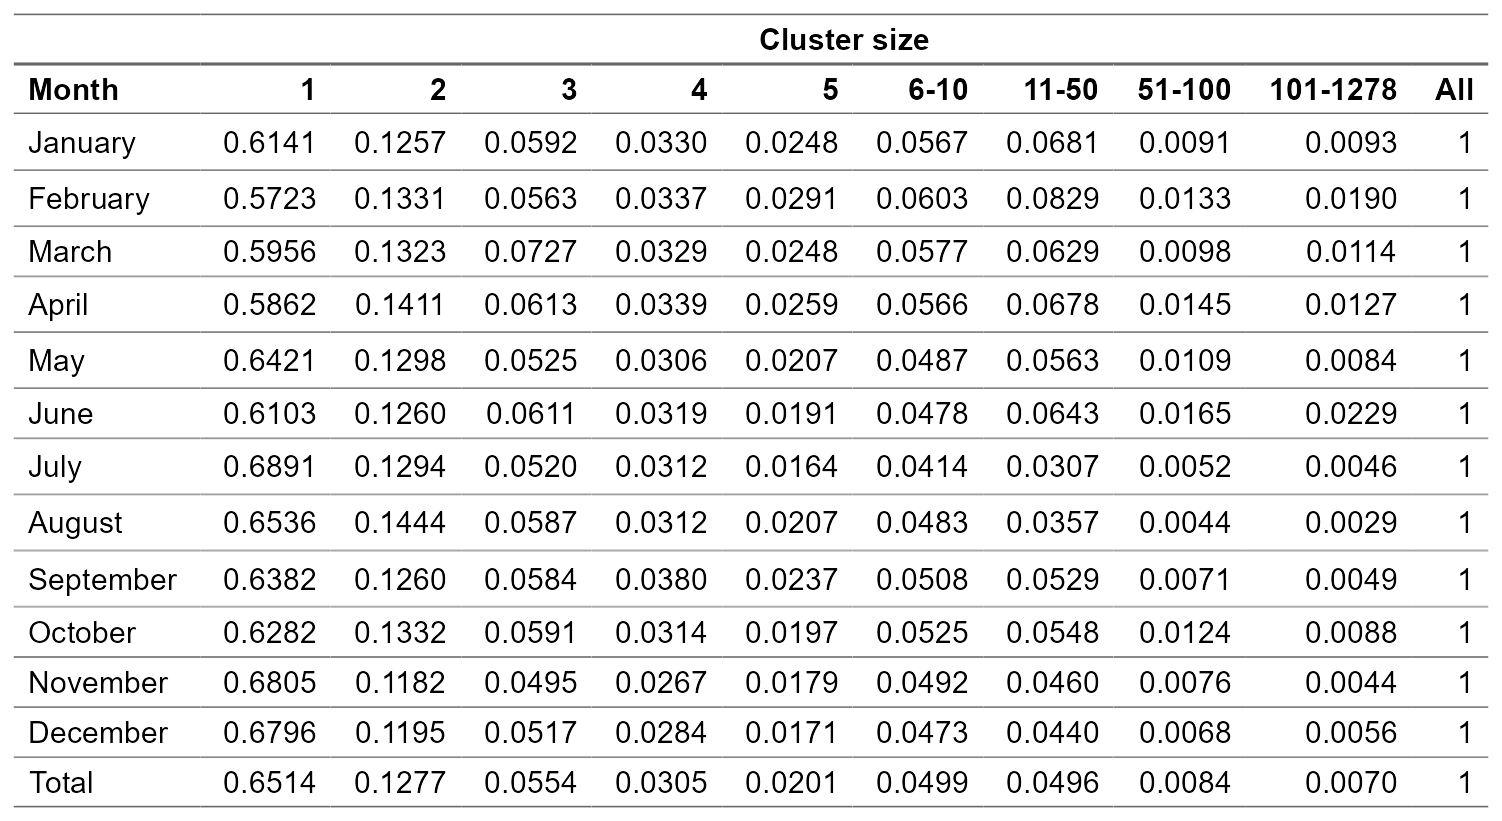 Cluster size
Month 1 2 3 4 5 6-10 11-50 51-100 101-1278 All
January 0.6141 0.1257 0.0592 0.0330 0.0248 0.0567 0.0681 0.0091 0.0093 1
February 0.5723 0.1331 0.0563 0.0337 0.0291 0.0603 0.0829 0.0133 0.0190 1
March 0.5956 0.1323 0.0727 0.0329 0.0248 0.0577 0.0629 0.0098 0.0114 1
April 0.5862 0.1411 0.0613 0.0339 0.0259 0.0566 0.0678 0.0145 0.0127 1
May 0.6421 0.1298 0.0525 0.0306 0.0207 0.0487 0.0563 0.0109 0.0084 1
June 0.6103 0.1260 0.0611 0.0319 0.0191 0.0478 0.0643 0.0165 0.0229 1
July 0.6891 0.1294 0.0520 0.0312 0.0164 0.0414 0.0307 0.0052 0.0046 1
August 0.6536 0.1444 0.0587 0.0312 0.0207 0.0483 0.0357 0.0044 0.0029 1
September 0.6382 0.1260 0.0584 0.0380 0.0237 0.0508 0.0529 0.0071 0.0049 1
October 0.6282 0.1332 0.0591 0.0314 0.0197 0.0525 0.0548 0.0124 0.0088 1
November 0.6805 0.1182 0.0495 0.0267 0.0179 0.0492 0.0460 0.0076 0.0044 1
December 0.6796 0.1195 0.0517 0.0284 0.0171 0.0473 0.0440 0.0068 0.0056 1
Total 0.6514 0.1277 0.0554 0.0305 0.0201 0.0499 0.0496 0.0084 0.0070 1